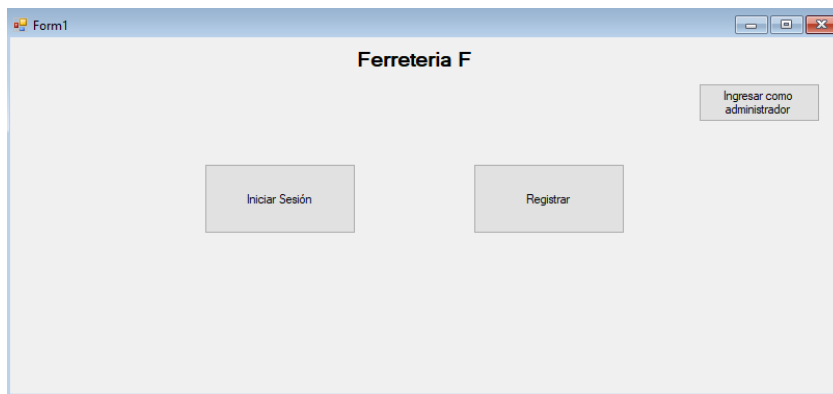 Form1
Ferreteria F
Ingresar como
administrador
Iniciar Sesión
Registrar